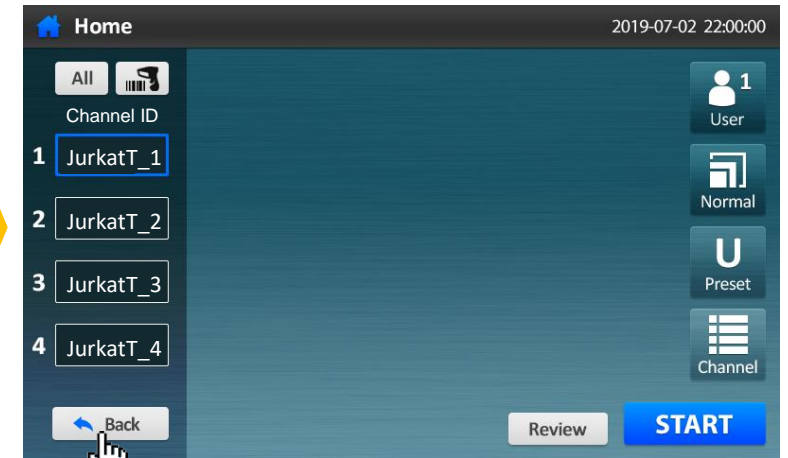 Home
2019-07-02 22:00:00
All
Channel ID
1 JurkatT_1
2 JurkatT_2
3 JurkatT_3
4 JurkatT_4
Back
1
User
Normal
U
Preset
Channel
Review
START